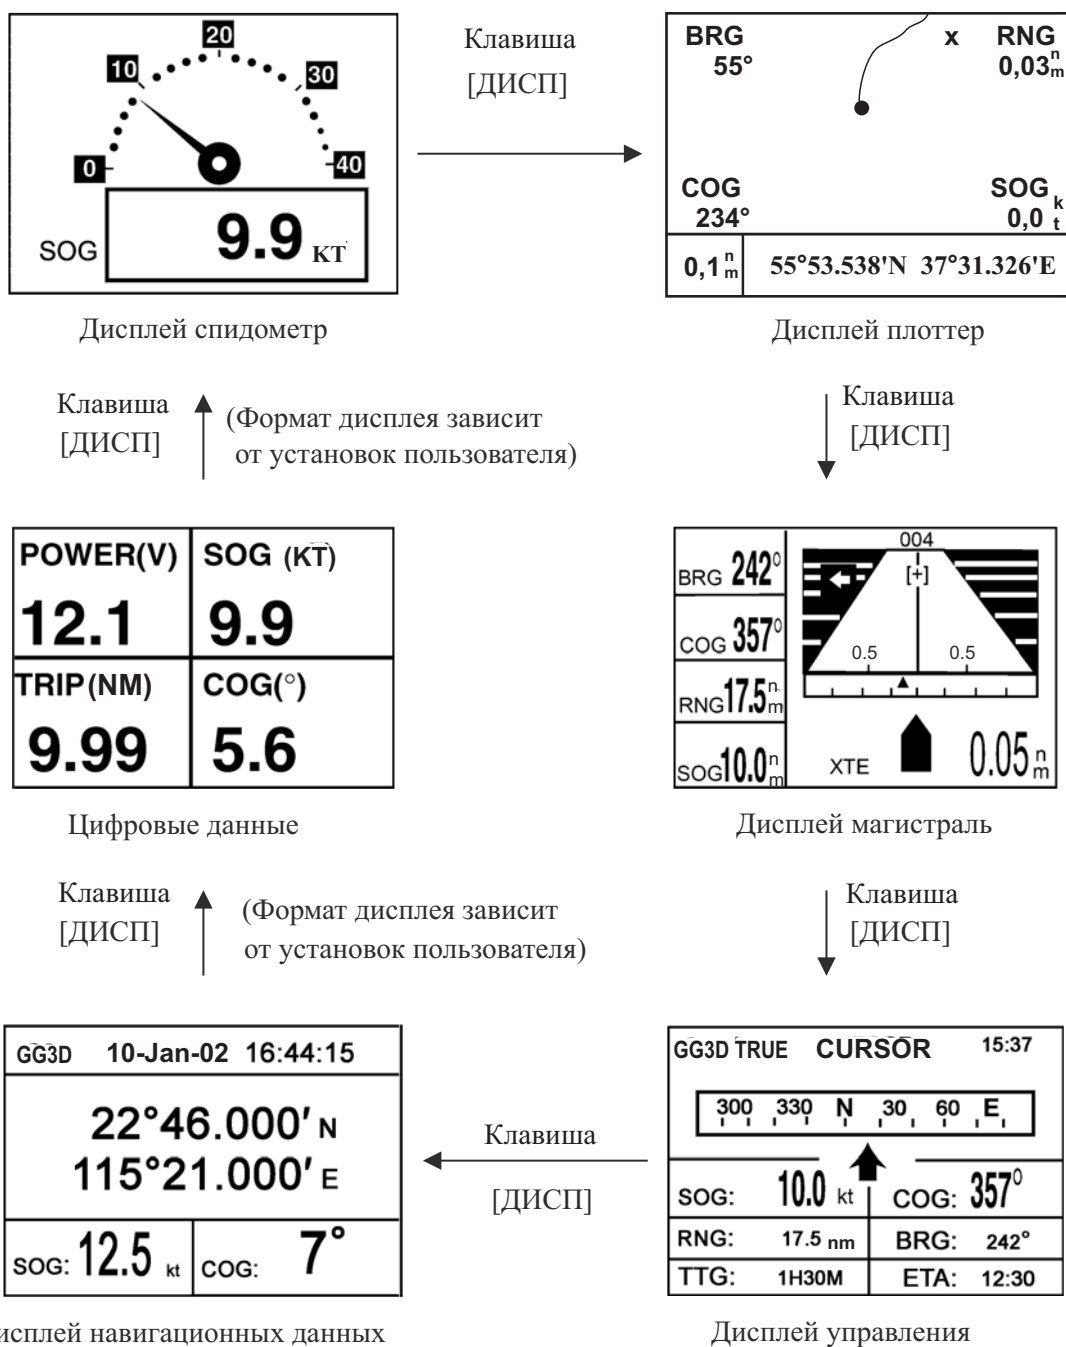 20
10
30
0
40
SOG 9.9 KT
Дисплей спидометр
Клавиша
[ДИСП]
BRG x RNG
55° 0,03 n m
COG SOG
234° 0,0 k t
0,1 n m 55°53.538'N 37°31.326'E
Дисплей плоттер
Клавиша
[ДИСП]
(Формат дисплея зависит
от установок пользователя)
Клавиша
[ДИСП]
POWER(V) SOG (KT)
12.1 9.9
TRIP(NM) COG(°)
9.99 5.6
Цифровые данные
004
BRG 242°
[+]
COG 357°
0.5 0.5
RNG 17.5 n m
SOG 10.0 n m
XTE 0.05 n m
Дисплей магистраль
Клавиша
[ДИСП]
(Формат дисплея зависит
от установок пользователя)
Клавиша
[ДИСП]
GG3D 10-Jan-02 16:44:15
22°46.000' N
115°21.000' E
SOG: 12.5 kt COG: 7°
исплей навигационных данных
Клавиша
[ДИСП]
GG3D TRUE CURSOR 15:37
300 330 N 30 60 E
SOG: 10.0 kt COG: 357°
RNG: 17.5 nm BRG: 242°
TTG: 1H30M ETA: 12:30
Дисплей управления